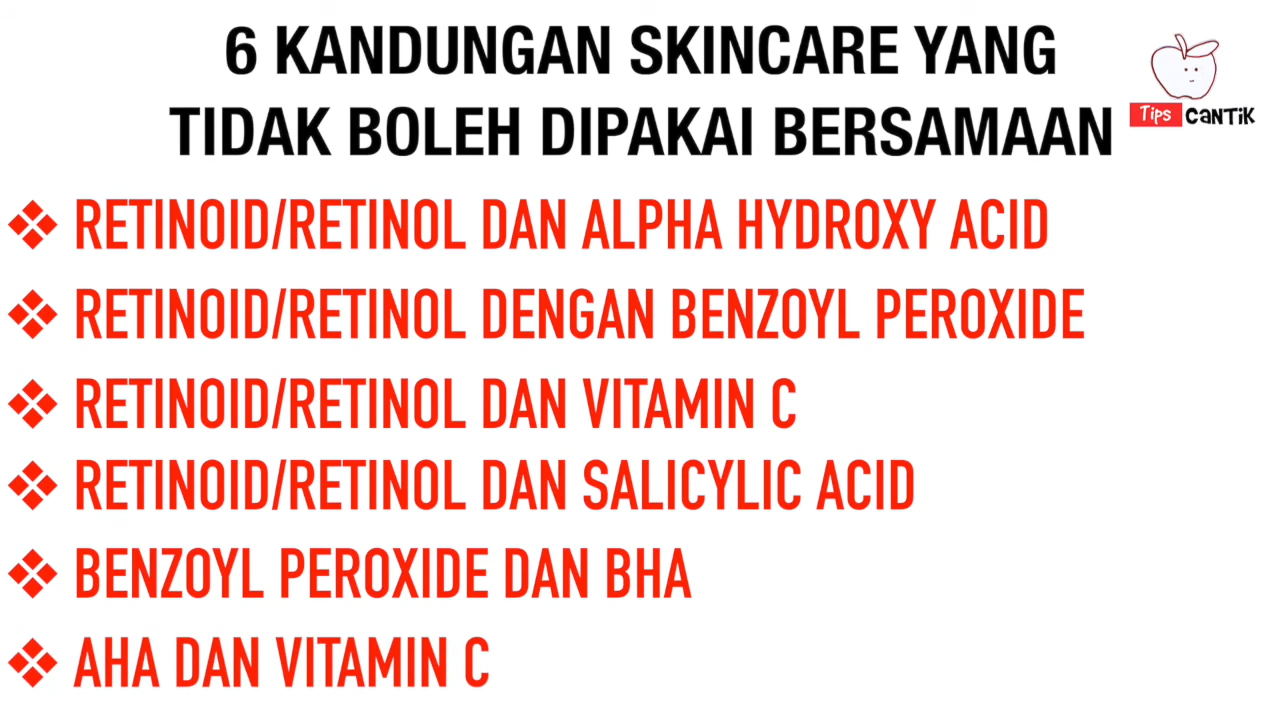 6 KANDUNGAN SKINCARE YANG
TIDAK BOLEH DIPAKAI BERSAMAAN
Tips CANTIK
RETINOID/RETINOL DAN ALPHA HYDROXY ACID
RETINOID/RETINOL DENGAN BENZOYL PEROXIDE
RETINOID/RETINOL DAN VITAMIN C
RETINOID/RETINOL DAN SALICYLIC ACID
BENZOYL PEROXIDE DAN BHA
AHA DAN VITAMIN C